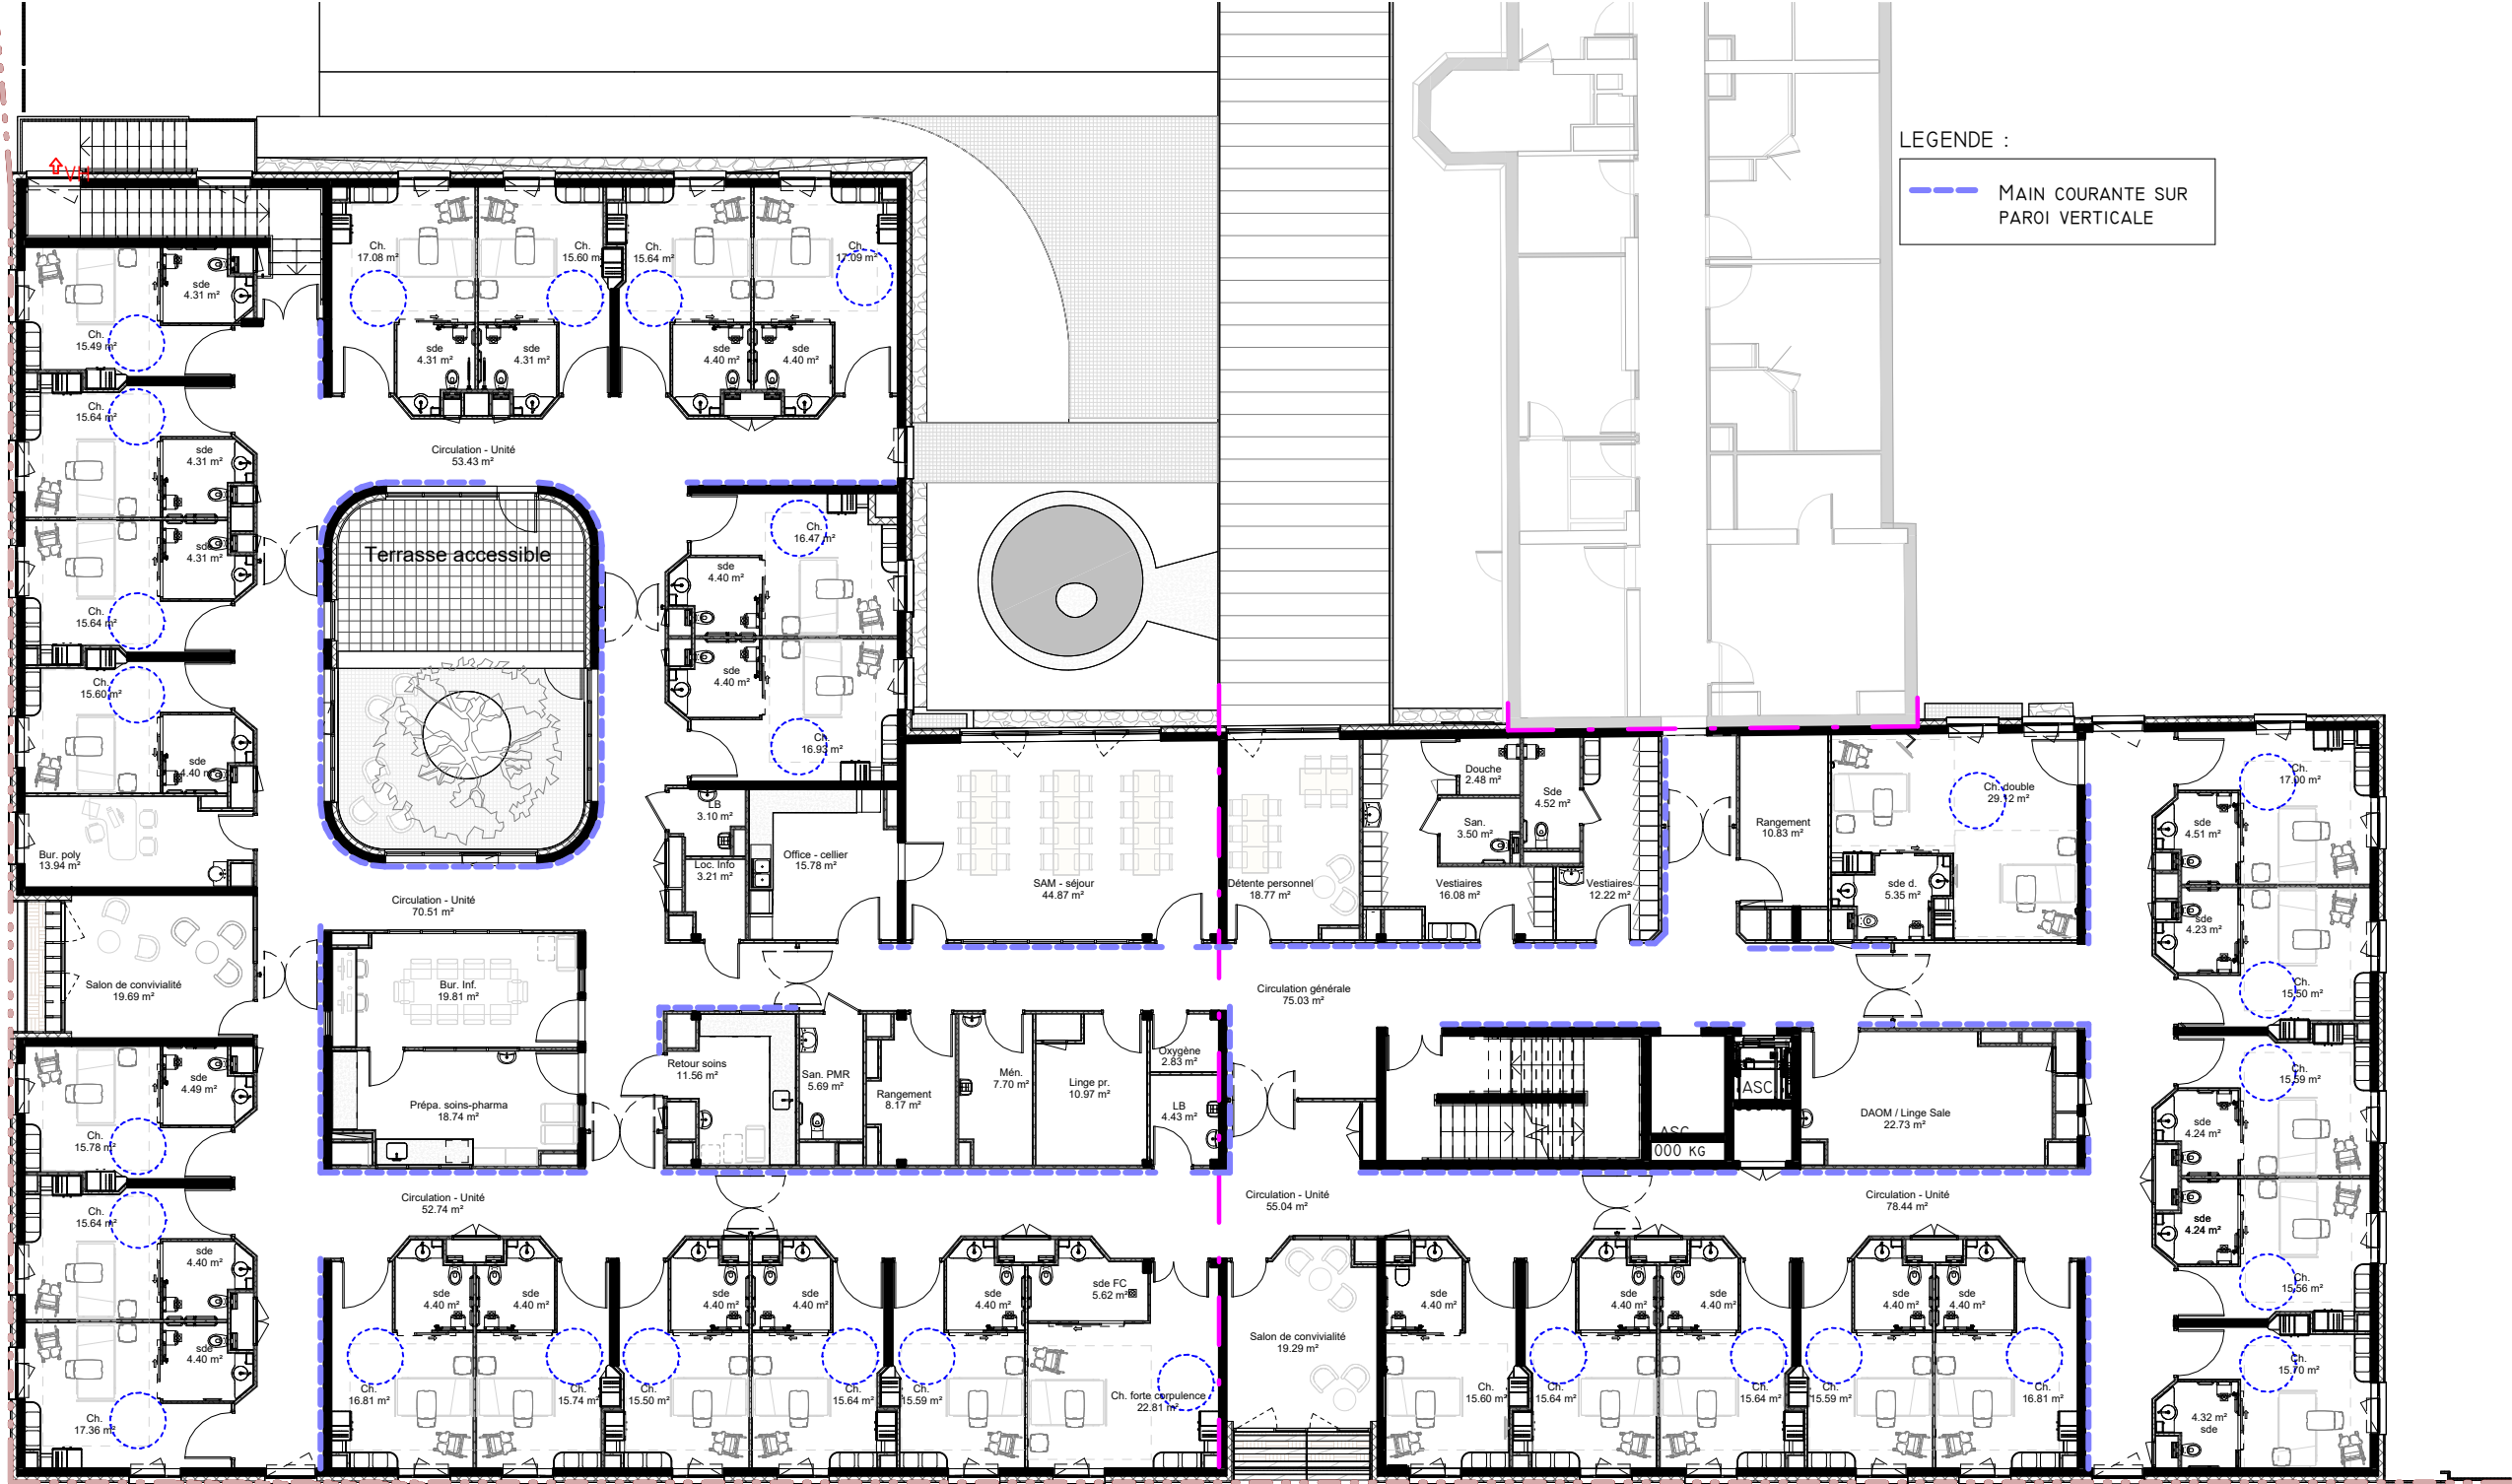 LEGENDE :
MAIN COURANTE SUR
PAROI VERTICALE
VH
Ch.
17.08 m²
Ch.
15.60 m
Ch.
15.64 m²
Ch.
17.09 m²
sde
4.31 m²
Ch.
15.49 m²
sde
4.31 m²
sde
4.31 m²
sde
4.40 m²
sde
4.40 m²
Ch.
15.64 m²
Circulation - Unité
53.43 m²
sde
4.31 m²
sde
4.31 m²
Terrasse accessible
Ch.
16.47 m²
sde
4.40 m²
Ch.
15.64 m²
sde
4.40 m²
Ch.
15.60 m²
Ch.
16.93 m²
sde
4.40 m
Bur. poly
13.94 m²
LB
3.10 m²
Loc. Info
3.21 m²
Office - cellier
15.78 m²
SAM - séjour
44.87 m²
Détente personnel
18.77 m²
Douche
2.48 m²
San.
3.50 m²
Sde
4.52 m²
Vestiaires
16.08 m²
Vestiaires
12.22 m²
Rangement
10.83 m²
Ch. double
29.12 m²
sde d.
5.35 m²
Ch.
17.00 m²
sde
4.51 m²
sde
4.23 m²
Ch.
15.50 m²
Circulation - Unité
70.51 m²
Salon de convivialité
19.69 m²
Bur. Inf.
19.81 m²
Circulation générale
75.03 m²
sde
4.49 m²
Prépa. soins-pharma
18.74 m²
Retour soins
11.56 m²
San. PMR
5.69 m²
Rangement
8.17 m²
Mén.
7.70 m²
Linge pr.
10.97 m²
Oxygène
2.83 m²
LB
4.43 m²
ASC
000 KG
ASC
DAOM / Linge Sale
22.73 m²
Ch.
15.59 m²
sde
4.24 m²
sde
4.24 m²
Ch.
15.56 m²
Ch.
15.78 m²
Ch.
15.64 m²
Circulation - Unité
52.74 m²
Circulation - Unité
55.04 m²
Circulation - Unité
78.44 m²
sde
4.40 m²
sde
4.40 m²
Ch.
17.36 m²
sde
4.40 m²
sde
4.40 m²
sde
4.40 m²
sde
4.40 m²
sde
4.40 m²
sde FC
5.62 m²
Salon de convivialité
19.29 m²
sde
4.40 m²
sde
4.40 m²
sde
4.40 m²
sde
4.40 m²
sde
4.40 m²
Ch.
16.81 m²
Ch.
15.74 m²
Ch.
15.50 m²
Ch.
15.64 m²
Ch.
15.59 m²
Ch. forte corpulence
22.81 m²
Ch.
15.60 m²
Ch.
15.64 m²
Ch.
15.64 m²
Ch.
15.59 m²
Ch.
16.81 m²
Ch.
15.70 m²
4.32 m²
sde